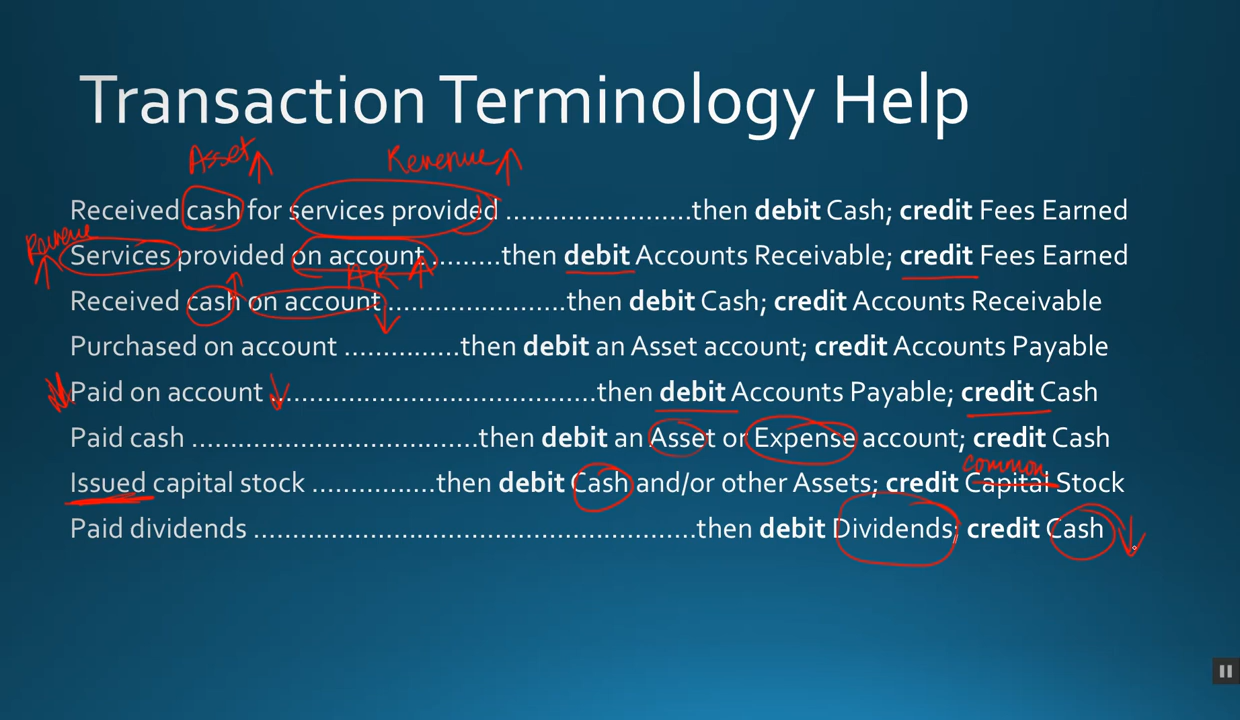 Transaction Terminology Help
Asset Revenue
Received cash for services provided ........................then debit Cash; credit Fees Earned
Revenue
Services provided on account ..........then debit Accounts Receivable; credit Fees Earned
AR
Received cash on account .......................then debit Cash; credit Accounts Receivable
Purchased on account ...............then debit an Asset account; credit Accounts Payable
Paid on account ..........................................then debit Accounts Payable; credit Cash
Paid cash .....................................then debit an Asset or Expense account; credit Cash
common
Issued capital stock ............then debit Cash and/or other Assets; credit Capital Stock
Paid dividends .........................................................then debit Dividends; credit Cash